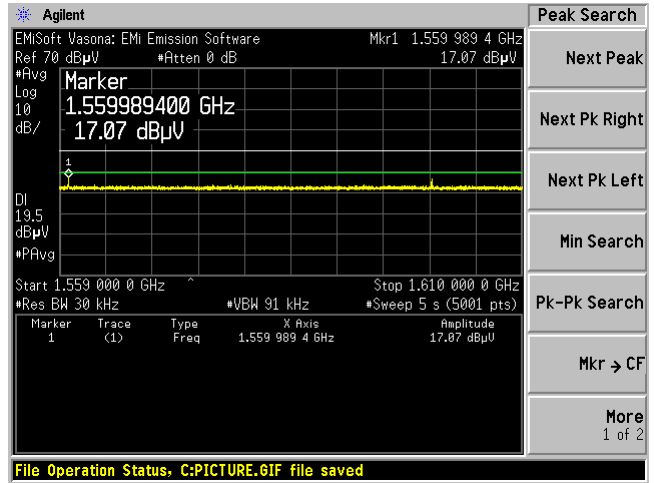 Agilent
Peak Search
EMiSoft Vasona: EMi Emission Software
Mkr1 1.559 989 4 GHz
Ref 70 dBµV #Atten 0 dB 17.07 dBµV
#Avg
Log
10
dB/
Marker
1.559989400 GHz
17.07 dBµV
1
DI
19.5
dBµV
#PAvg
Start 1.559 000 0 GHz ^ Stop 1.610 000 0 GHz
#Res BW 30 kHz #VBW 91 kHz #Sweep 5 s (5001 pts)
Marker Trace Type X Axis Amplitude
1 (1) Freq 1.559 989 4 GHz 17.07 dBµV
Next Peak
Next Pk Right
Next Pk Left
Min Search
Pk-Pk Search
Mkr → CF
More
1 of 2
File Operation Status, C:PICTURE.GIF file saved